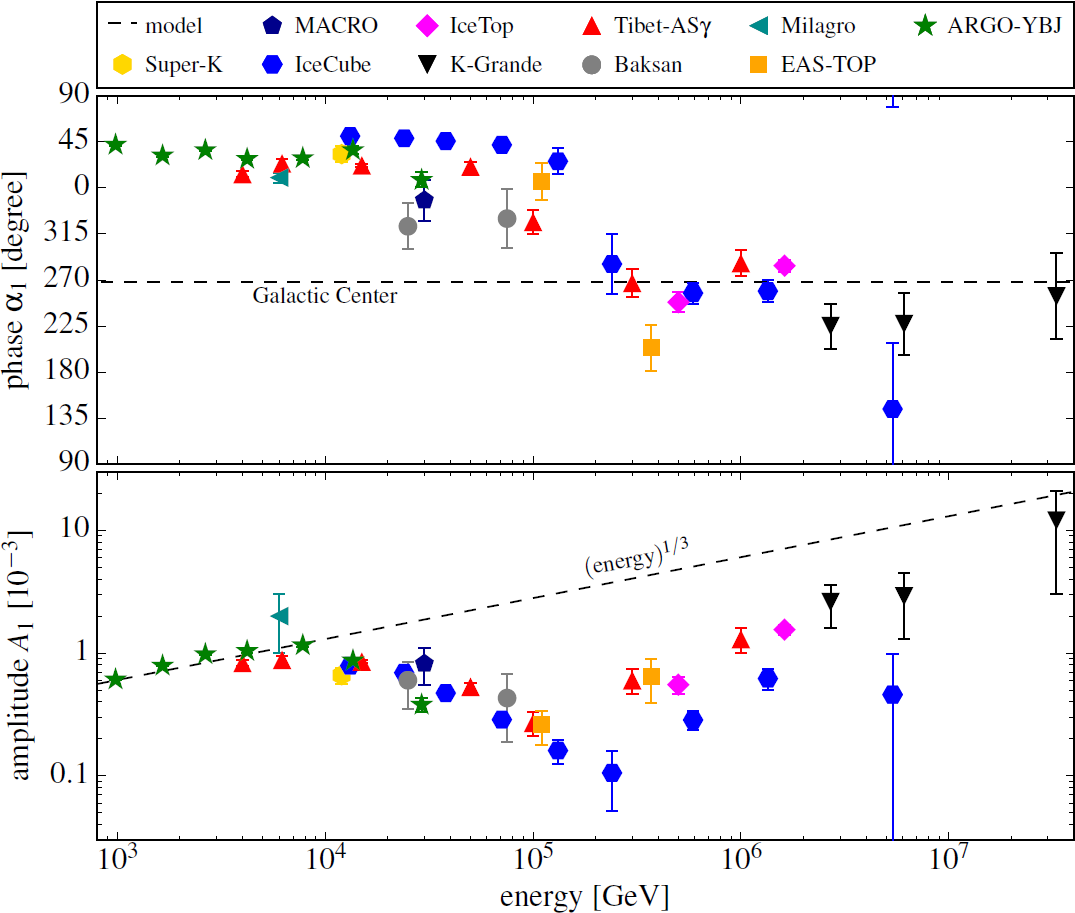 model MACRO IceTop Tibet-ASγ Milagro ARGO-YBJ
Super-K IceCube K-Grande Baksan EAS-TOP
90
45
0
315
270
225
180
135
90
phase α₁ [degree]
Galactic Center
10
1
0.1
amplitude A₁ [10⁻³]
(energy)¹/³
10³ 10⁴ 10⁵ 10⁶ 10⁷
energy [GeV]